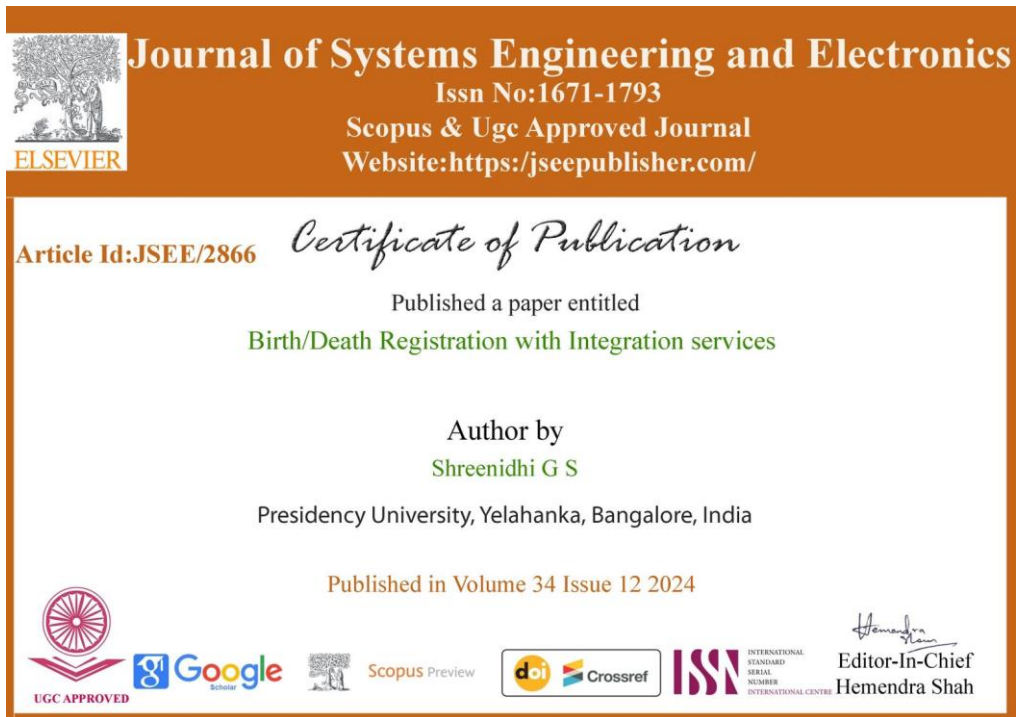 Journal of Systems Engineering and Electronics
Issn No:1671-1793
Scopus & Ugc Approved Journal
Website:https:/jseepublisher.com/
ELSEVIER
Certificate of Publication
Article Id:JSEE/2866
Published a paper entitled
Birth/Death Registration with Integration services
Author by
Shreenidhi G S
Presidency University, Yelahanka, Bangalore, India
Published in Volume 34 Issue 12 2024
UGC APPROVED
Google
Scholar
Scopus Preview
doi
Crossref
ISSN
INTERNATIONAL
STANDARD
SERIAL
NUMBER
INTERNATIONAL CENTRE
Hemendra
Editor-In-Chief
Hemendra Shah